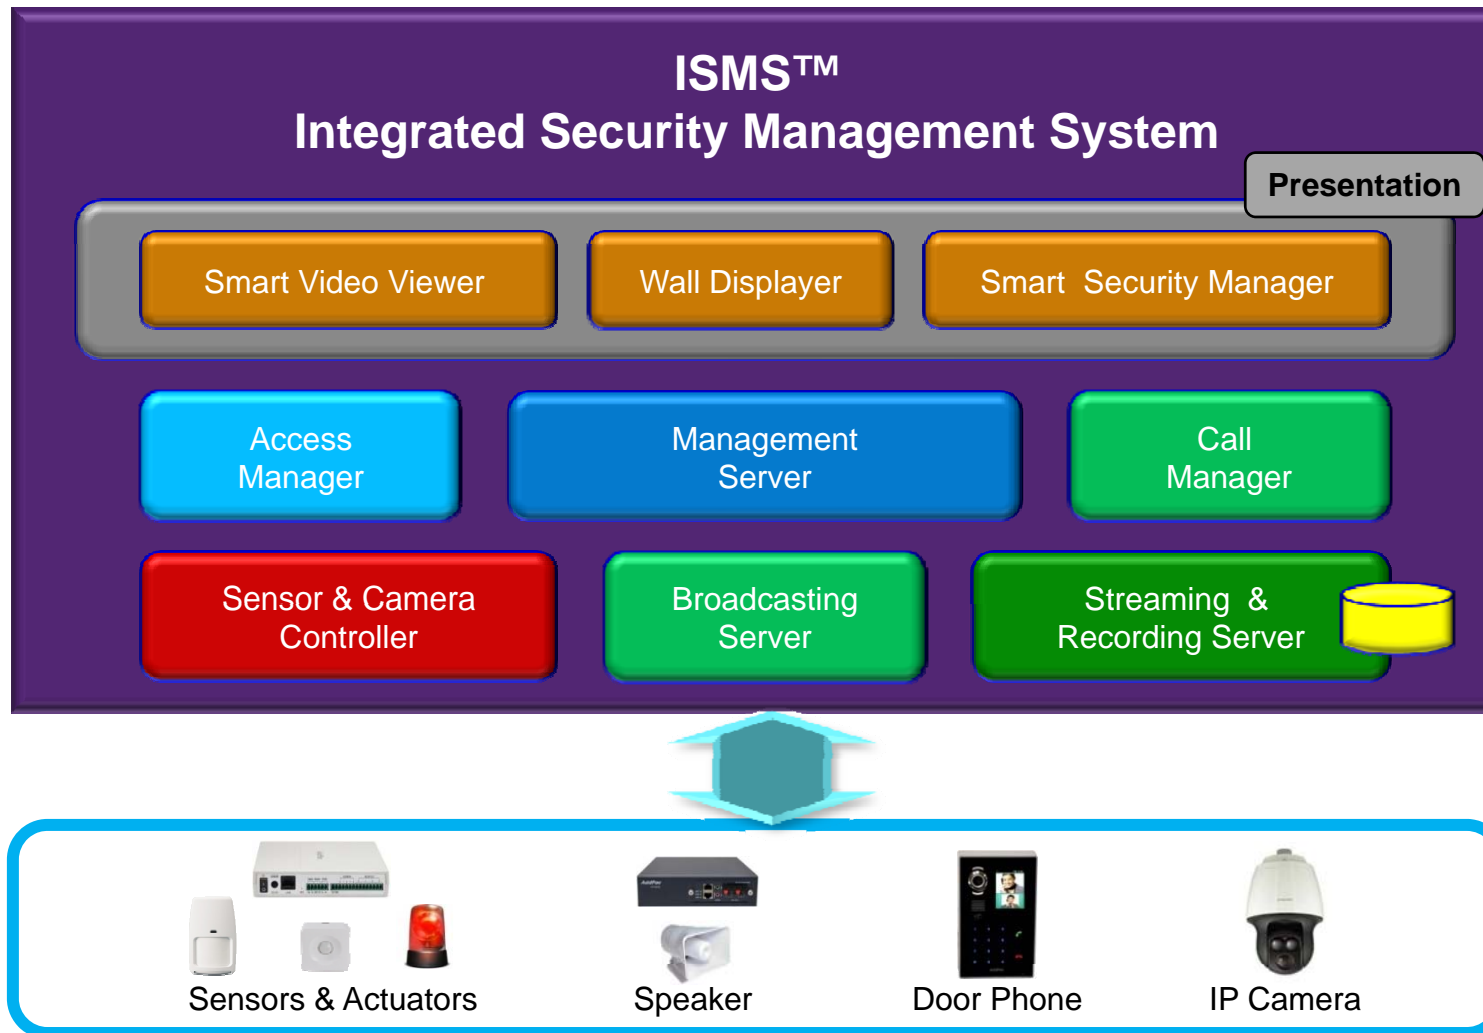 ISMS™
Integrated Security Management System
Presentation
Smart Video Viewer
Wall Displayer
Smart Security Manager
Access
Manager
Management
Server
Call
Manager
Sensor & Camera
Controller
Broadcasting
Server
Streaming &
Recording Server
Sensors & Actuators
Speaker
Door Phone
IP Camera